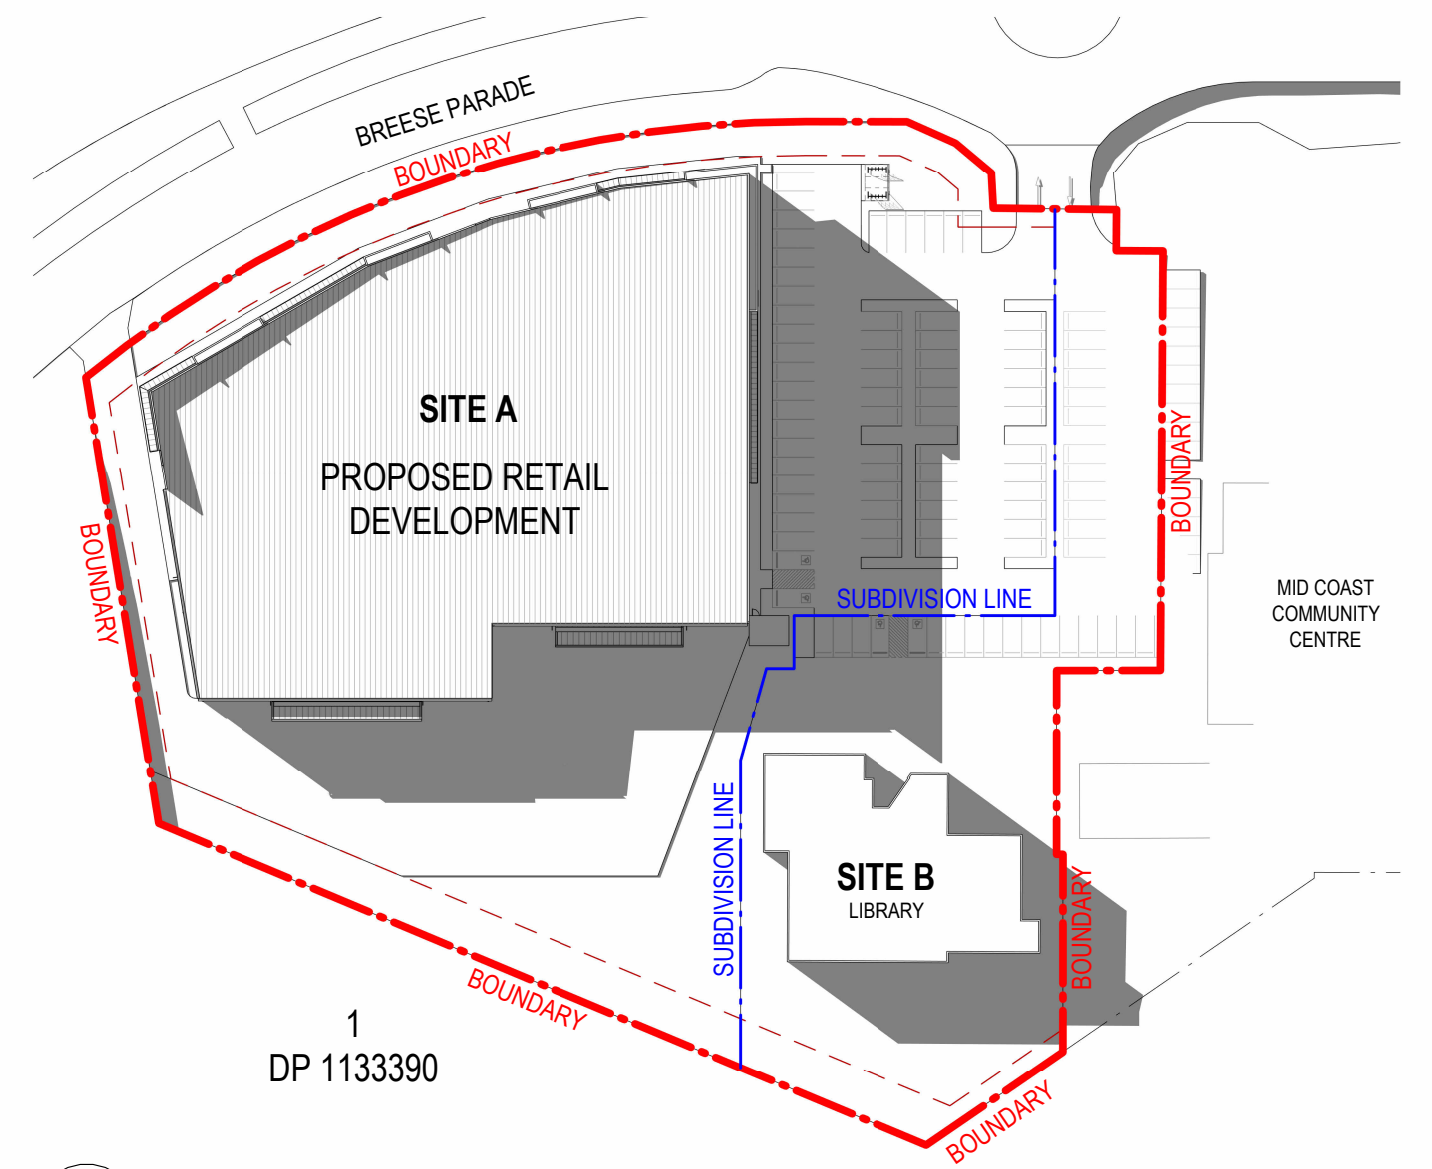 BREESE PARADE
BOUNDARY
SITE A
PROPOSED RETAIL
DEVELOPMENT
BOUNDARY
BOUNDARY
SUBDIVISION LINE
MID COAST
COMMUNITY
CENTRE
SUBDIVISION LINE
SITE B
LIBRARY
BOUNDARY
BOUNDARY
1
DP 1133390
BOUNDARY